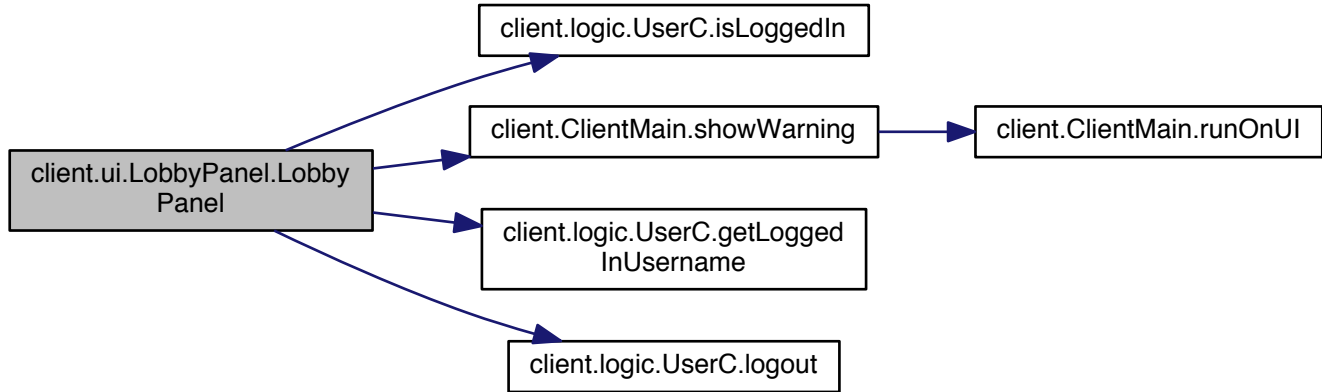 client.logic.UserC.isLoggedIn
client.ClientMain.showWarning
client.ClientMain.runOnUI
client.ui.LobbyPanel.Lobby
Panel
client.logic.UserC.getLogged
InUsername
client.logic.UserC.logout